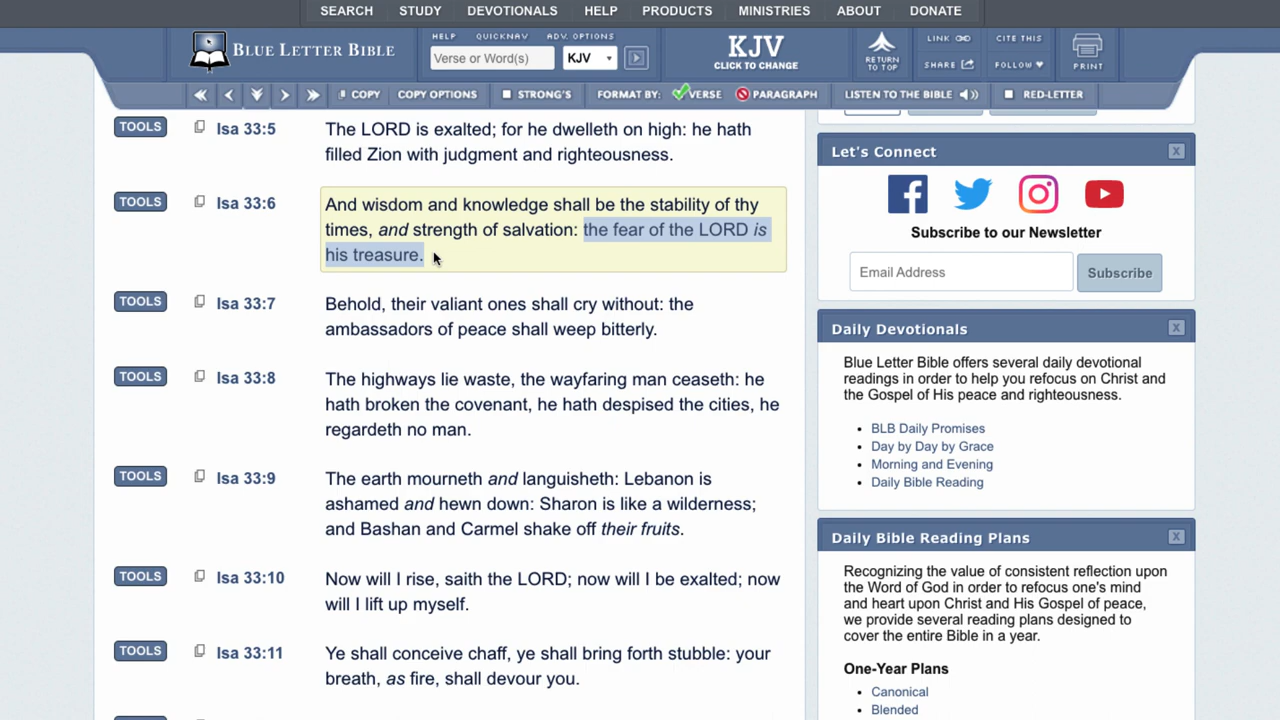 SEARCH STUDY DEVOTIONALS HELP PRODUCTS MINISTRIES ABOUT DONATE
BLUE LETTER BIBLE
HELP QUICKNAV ADV. OPTIONS
Verse or Word(s) KJV
KJV
CLICK TO CHANGE
RETURN
TO TOP
LINK CITE THIS
SHARE FOLLOW
PRINT
COPY COPY OPTIONS STRONG'S FORMAT BY: VERSE PARAGRAPH LISTEN TO THE BIBLE RED-LETTER
TOOLS Isa 33:5 The LORD is exalted; for he dwelleth on high: he hath
filled Zion with judgment and righteousness.
TOOLS Isa 33:6 And wisdom and knowledge shall be the stability of thy
times, and strength of salvation: the fear of the LORD is
his treasure.
TOOLS Isa 33:7 Behold, their valiant ones shall cry without: the
ambassadors of peace shall weep bitterly.
TOOLS Isa 33:8 The highways lie waste, the wayfaring man ceaseth: he
hath broken the covenant, he hath despised the cities, he
regardeth no man.
TOOLS Isa 33:9 The earth mourneth and languisheth: Lebanon is
ashamed and hewn down: Sharon is like a wilderness;
and Bashan and Carmel shake off their fruits.
TOOLS Isa 33:10 Now will I rise, saith the LORD; now will I be exalted; now
will I lift up myself.
TOOLS Isa 33:11 Ye shall conceive chaff, ye shall bring forth stubble: your
breath, as fire, shall devour you.
Let's Connect
Subscribe to our Newsletter
Email Address Subscribe
Daily Devotionals
Blue Letter Bible offers several daily devotional
readings in order to help you refocus on Christ and
the Gospel of His peace and righteousness.
BLB Daily Promises
Day by Day by Grace
Morning and Evening
Daily Bible Reading
Daily Bible Reading Plans
Recognizing the value of consistent reflection upon
the Word of God in order to refocus one's mind
and heart upon Christ and His Gospel of peace,
we provide several reading plans designed to
cover the entire Bible in a year.
One-Year Plans
Canonical
Blended